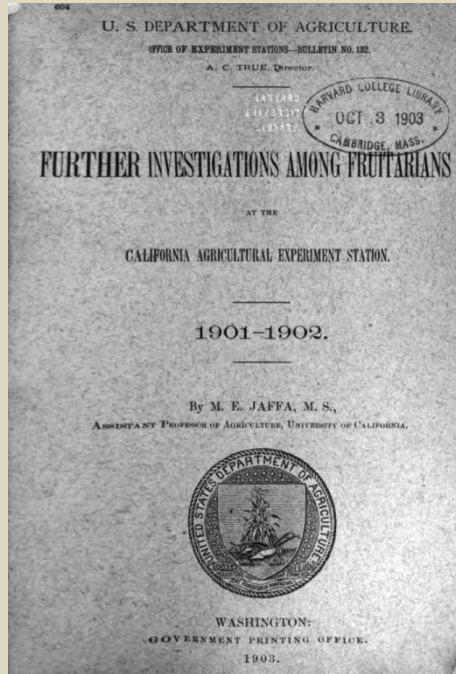 604
U. S. DEPARTMENT OF AGRICULTURE.
OFFICE OF EXPERIMENT STATIONS—BULLETIN NO. 132.
A. C. TRUE, Director.
HARVARD COLLEGE LIBRARY
OCT 3 1903
CAMBRIDGE, MASS.
FURTHER INVESTIGATIONS AMONG FRUITARIANS
AT THE
CALIFORNIA AGRICULTURAL EXPERIMENT STATION.
1901–1902.
By M. E. JAFFA, M. S.,
ASSISTANT PROFESSOR OF AGRICULTURE, UNIVERSITY OF CALIFORNIA.
UNITED STATES DEPARTMENT OF AGRICULTURE
WASHINGTON:
GOVERNMENT PRINTING OFFICE.
1903.